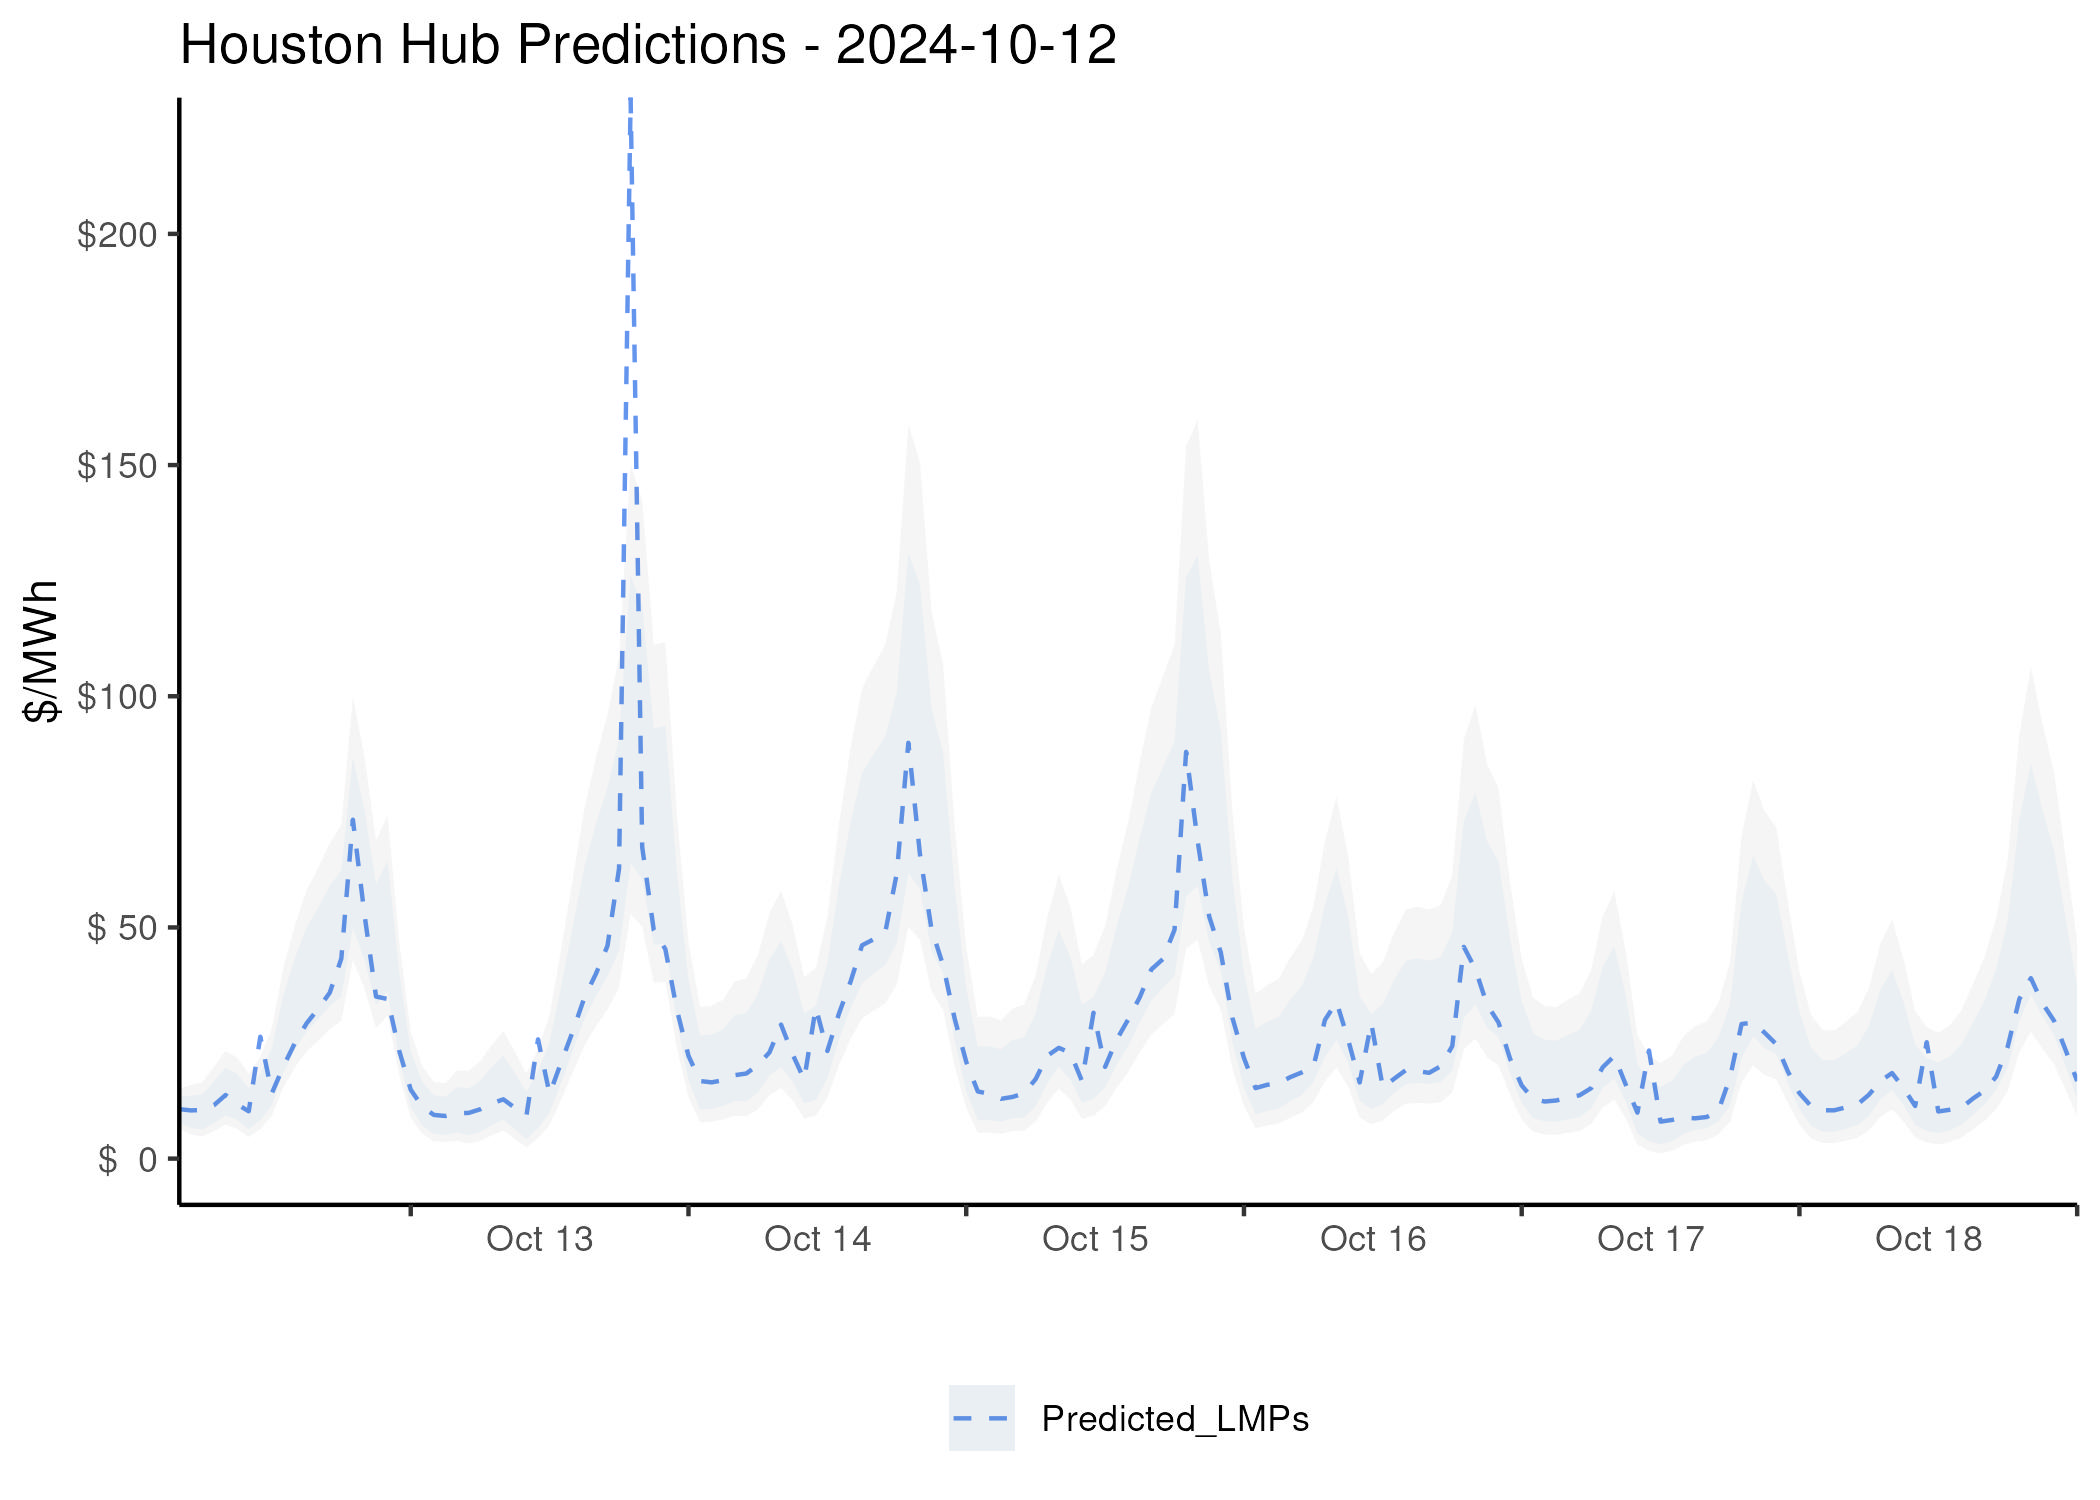 Houston Hub Predictions - 2024-10-12
$/MWh
$200
$150
$100
$ 50
$ 0
Oct 13 Oct 14 Oct 15 Oct 16 Oct 17 Oct 18
Predicted_LMPs